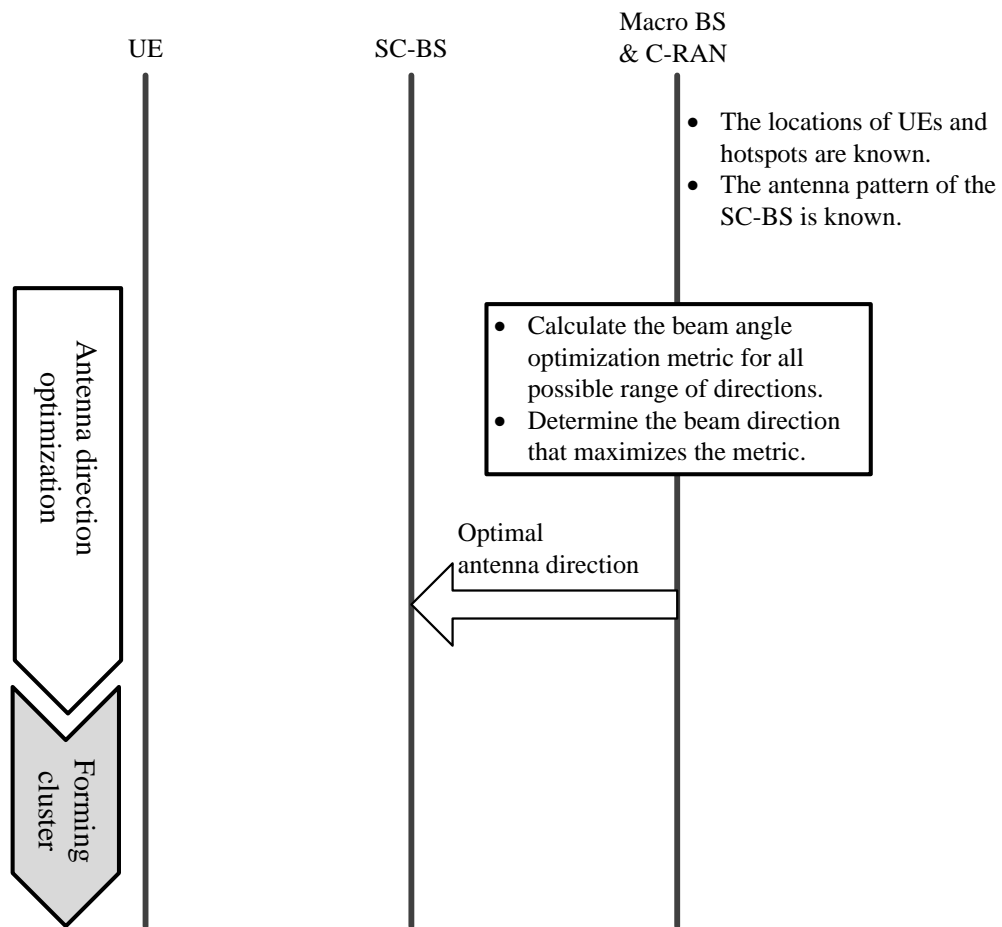 UE
SC-BS
Macro BS
& C-RAN
• The locations of UEs and
hotspots are known.
• The antenna pattern of the
SC-BS is known.
Antenna direction
optimization
• Calculate the beam angle
optimization metric for all
possible range of directions.
• Determine the beam direction
that maximizes the metric.
Optimal
antenna direction
Forming
cluster